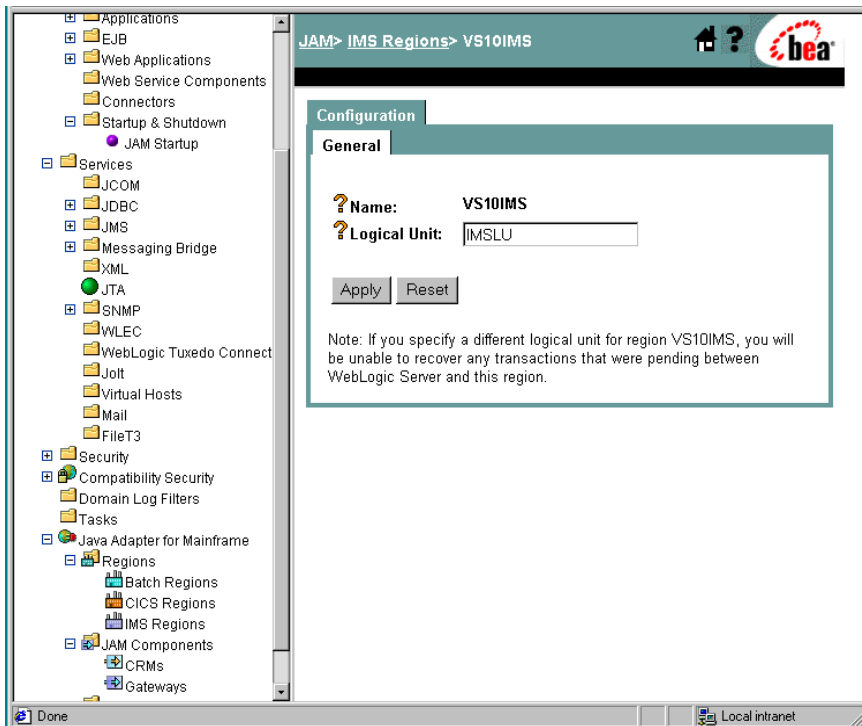 Applications
EJB
Web Applications
Web Service Components
Connectors
Startup & Shutdown
JAM Startup
Services
JCOM
JDBC
JMS
Messaging Bridge
XML
JTA
SNMP
WLEC
WebLogic Tuxedo Connect
Jolt
Virtual Hosts
Mail
FileT3
Security
Compatibility Security
Domain Log Filters
Tasks
Java Adapter for Mainframe
Regions
Batch Regions
CICS Regions
IMS Regions
JAM Components
CRMs
Gateways
JAM> IMS Regions> VS10IMS
?
bea
Configuration
General
? Name: VS10IMS
? Logical Unit: IMSLU
Apply Reset
Note: If you specify a different logical unit for region VS10IMS, you will
be unable to recover any transactions that were pending between
WebLogic Server and this region.
Done
Local intranet